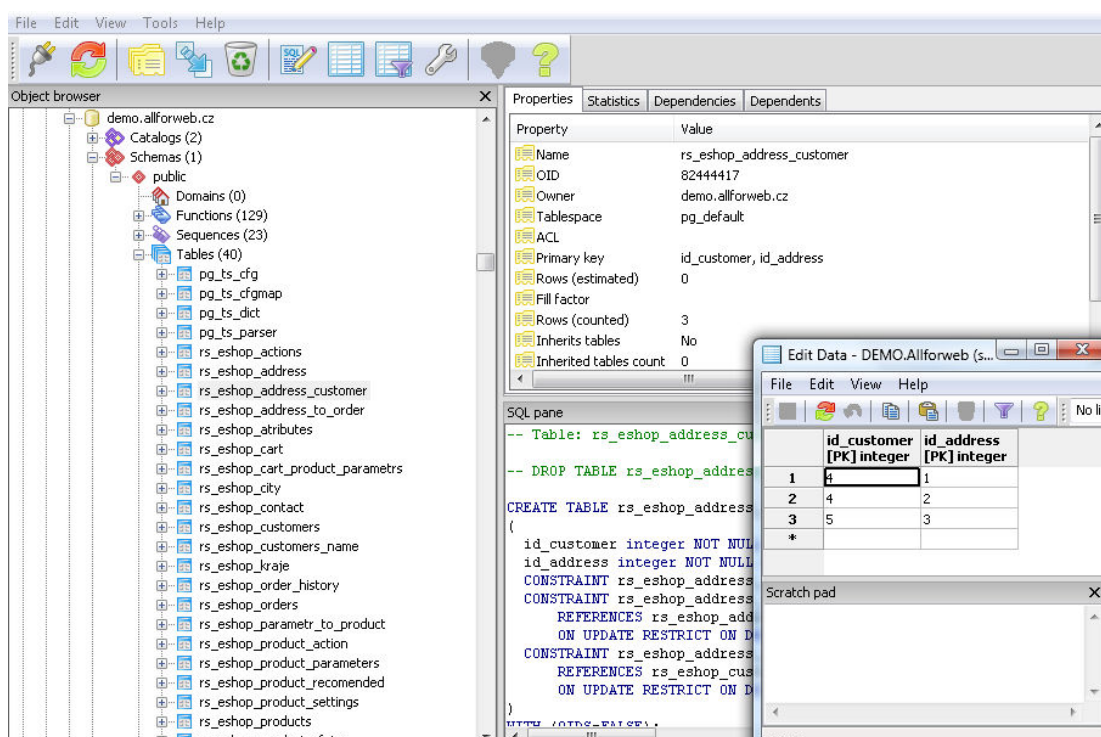 File Edit View Tools Help
SQL
Object browser
demo.allforweb.cz
Catalogs (2)
Schemas (1)
public
Domains (0)
Functions (129)
Sequences (23)
Tables (40)
pg_ts_cfg
pg_ts_cfgmap
pg_ts_dict
pg_ts_parser
rs_eshop_actions
rs_eshop_address
rs_eshop_address_customer
rs_eshop_address_to_order
rs_eshop_atributes
rs_eshop_cart
rs_eshop_cart_product_parametrs
rs_eshop_city
rs_eshop_contact
rs_eshop_customers
rs_eshop_customers_name
rs_eshop_kraje
rs_eshop_order_history
rs_eshop_orders
rs_eshop_parametr_to_product
rs_eshop_product_action
rs_eshop_product_parameters
rs_eshop_product_recomended
rs_eshop_product_settings
rs_eshop_products
Properties Statistics Dependencies Dependents
Property Value
Name rs_eshop_address_customer
OID 82444417
Owner demo.allforweb.cz
Tablespace pg_default
ACL
Primary key id_customer, id_address
Rows (estimated) 0
Fill factor
Rows (counted) 3
Inherits tables No
Inherited tables count 0
SQL pane
-- Table: rs_eshop_address_cu
-- DROP TABLE rs_eshop_addres
CREATE TABLE rs_eshop_address
(
id_customer integer NOT NUL
id_address integer NOT NULL
CONSTRAINT rs_eshop_address
CONSTRAINT rs_eshop_address
REFERENCES rs_eshop_add
ON UPDATE RESTRICT ON D
CONSTRAINT rs_eshop_address
REFERENCES rs_eshop_cus
ON UPDATE RESTRICT ON D
)
WITH (OIDS=FALSE);
Edit Data - DEMO.Allforweb (s...
File Edit View Help
No li
id_customer id_address
[PK] integer [PK] integer
1 4 1
2 4 2
3 5 3
*
Scratch pad